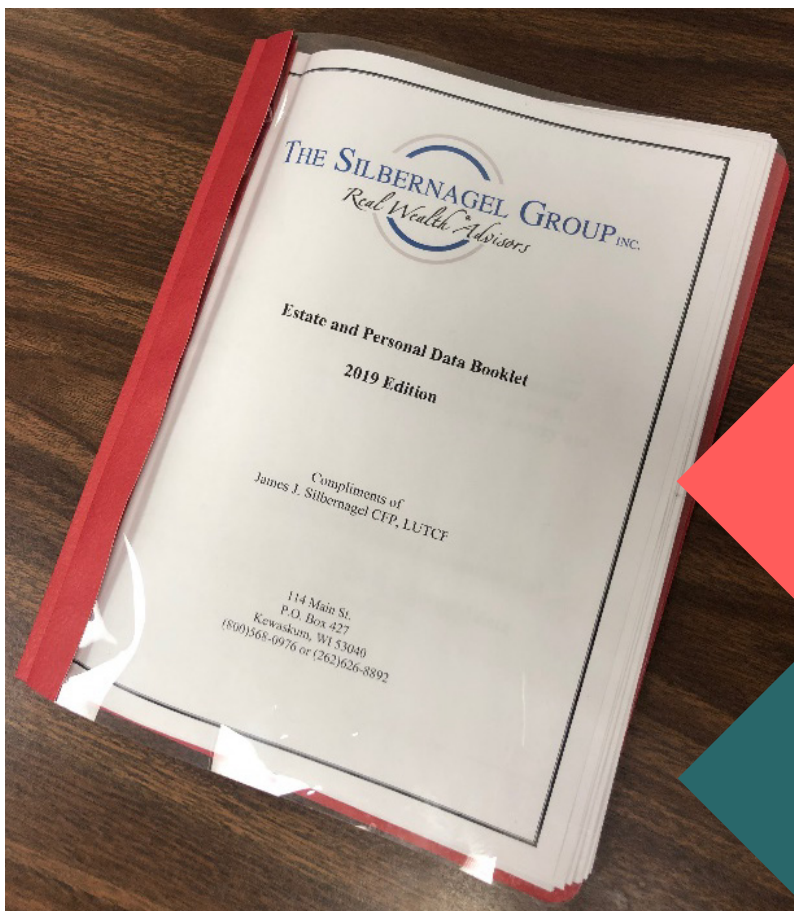 THE SILBERNAGEL GROUP INC.
Real Wealth Advisors
Estate and Personal Data Booklet
2019 Edition
Compliments of
James J. Silbernagel CFP, LUTCF
114 Main St.
P.O. Box 427
Kewaskum, WI 53040
(800)568-0976 or (262)626-8892